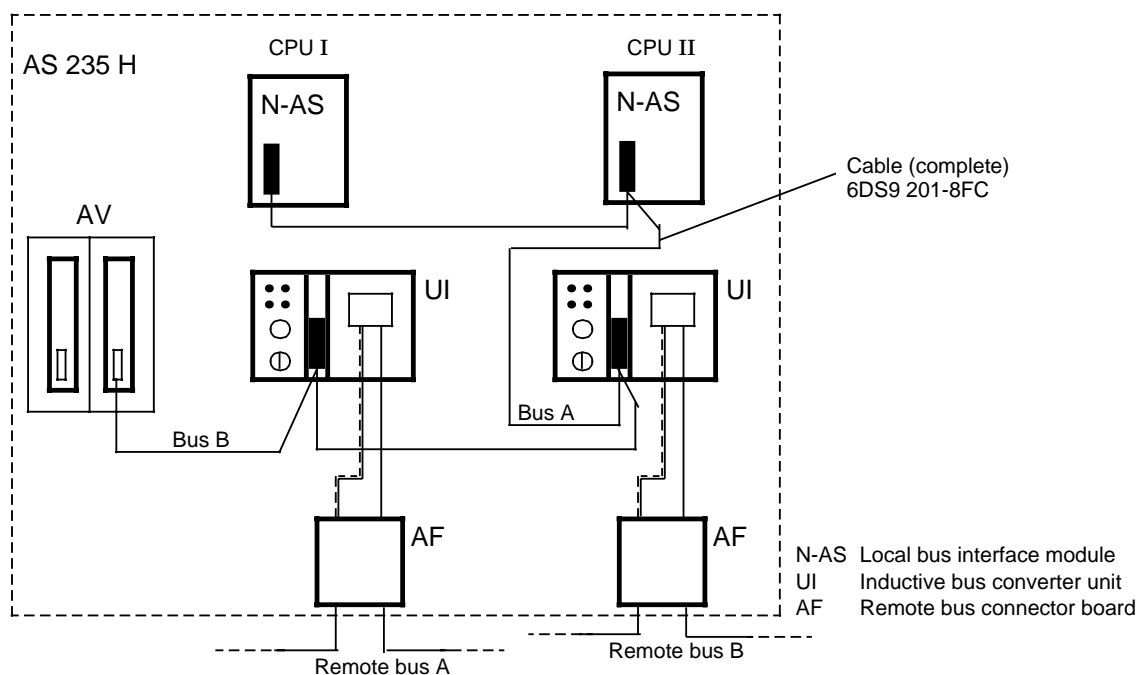 AS 235 H
CPU I
CPU II
N-AS
N-AS
Cable (complete)
6DS9 201-8FC
AV
UI
UI
Bus A
Bus B
AF
AF
N-AS Local bus interface module
UI Inductive bus converter unit
AF Remote bus connector board
Remote bus A
Remote bus B